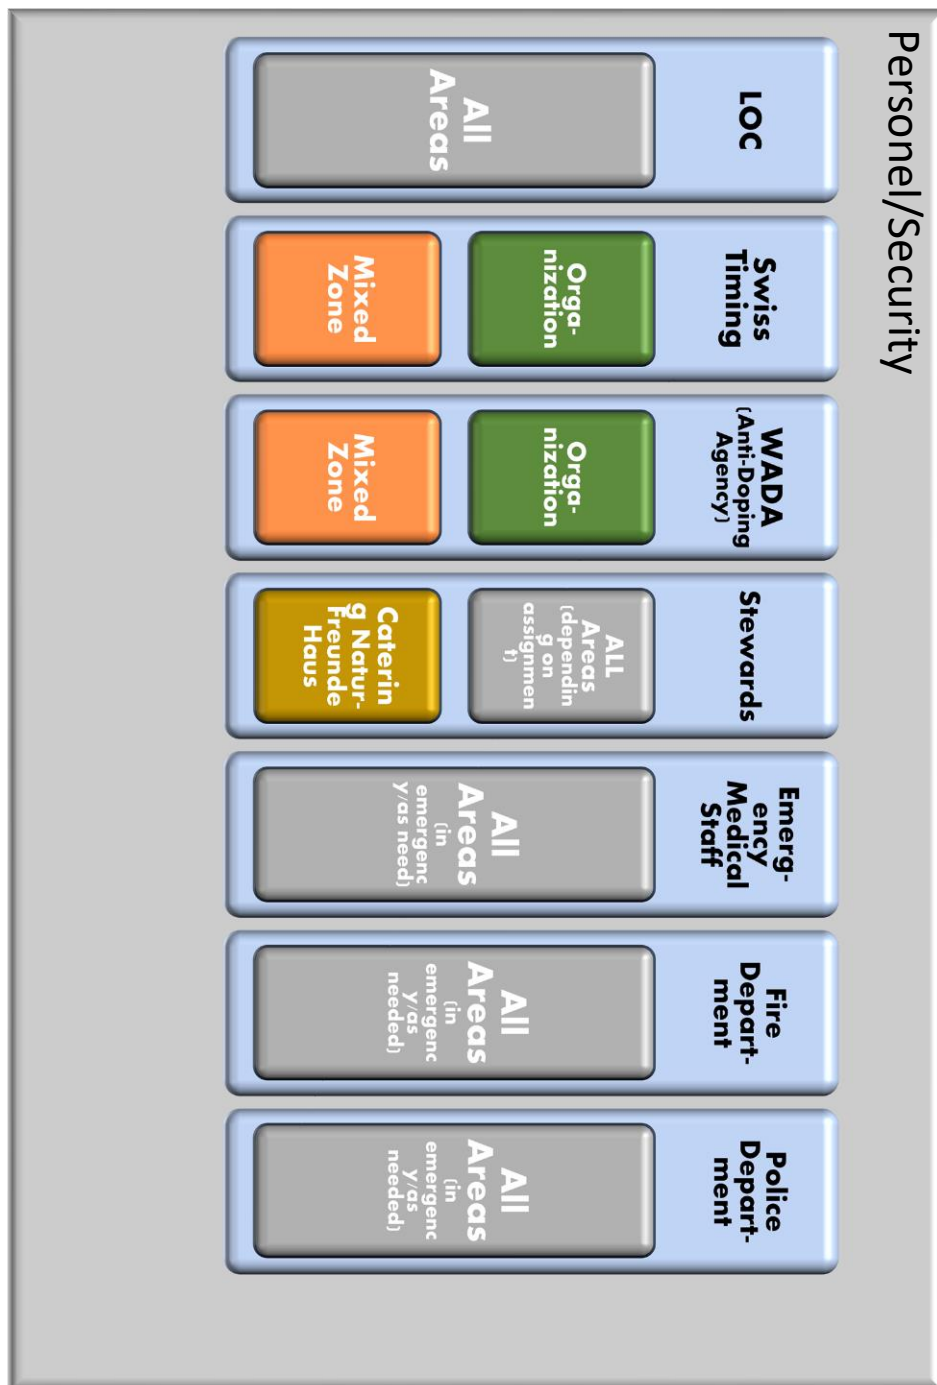 Personel/Security
LOC
All
Areas
Swiss
Timing
Orga-
nization
Mixed
Zone
WADA
(Anti-Doping
Agency)
Orga-
nization
Mixed
Zone
Stewards
ALL
Areas
(dependin
g on
assignmen
t)
Caterin
g Natur-
Freunde
Haus
Emerg-
ency
Medical
Staff
All
Areas
(in
emergenc
y/as need)
Fire
Depart-
ment
All
Areas
(in
emergenc
y/as
needed)
Police
Depart-
ment
All
Areas
(in
emergenc
y/as
needed)